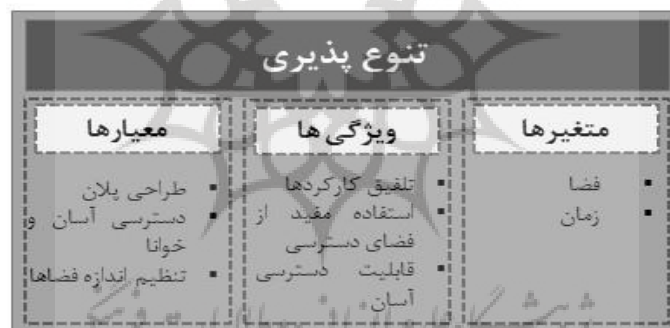 تنوع پذیری
متغیرها
فضا
زمان
ویژگی ها
تلفیق کارکردها
استفاده مفید از
فضای دسترسی
قابلیت دسترسی
آسان
معیارها
طراحی پلان
دسترسی آسان و
خوانا
تنظیم اندازه فضاها